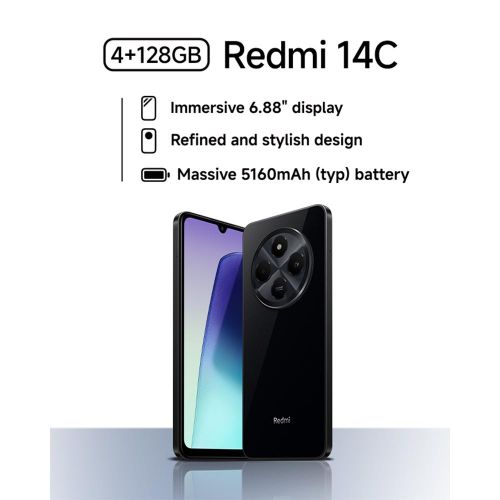 4+128GB Redmi 14C
Immersive 6.88" display
Refined and stylish design
Massive 5160mAh (typ) battery
Redmi